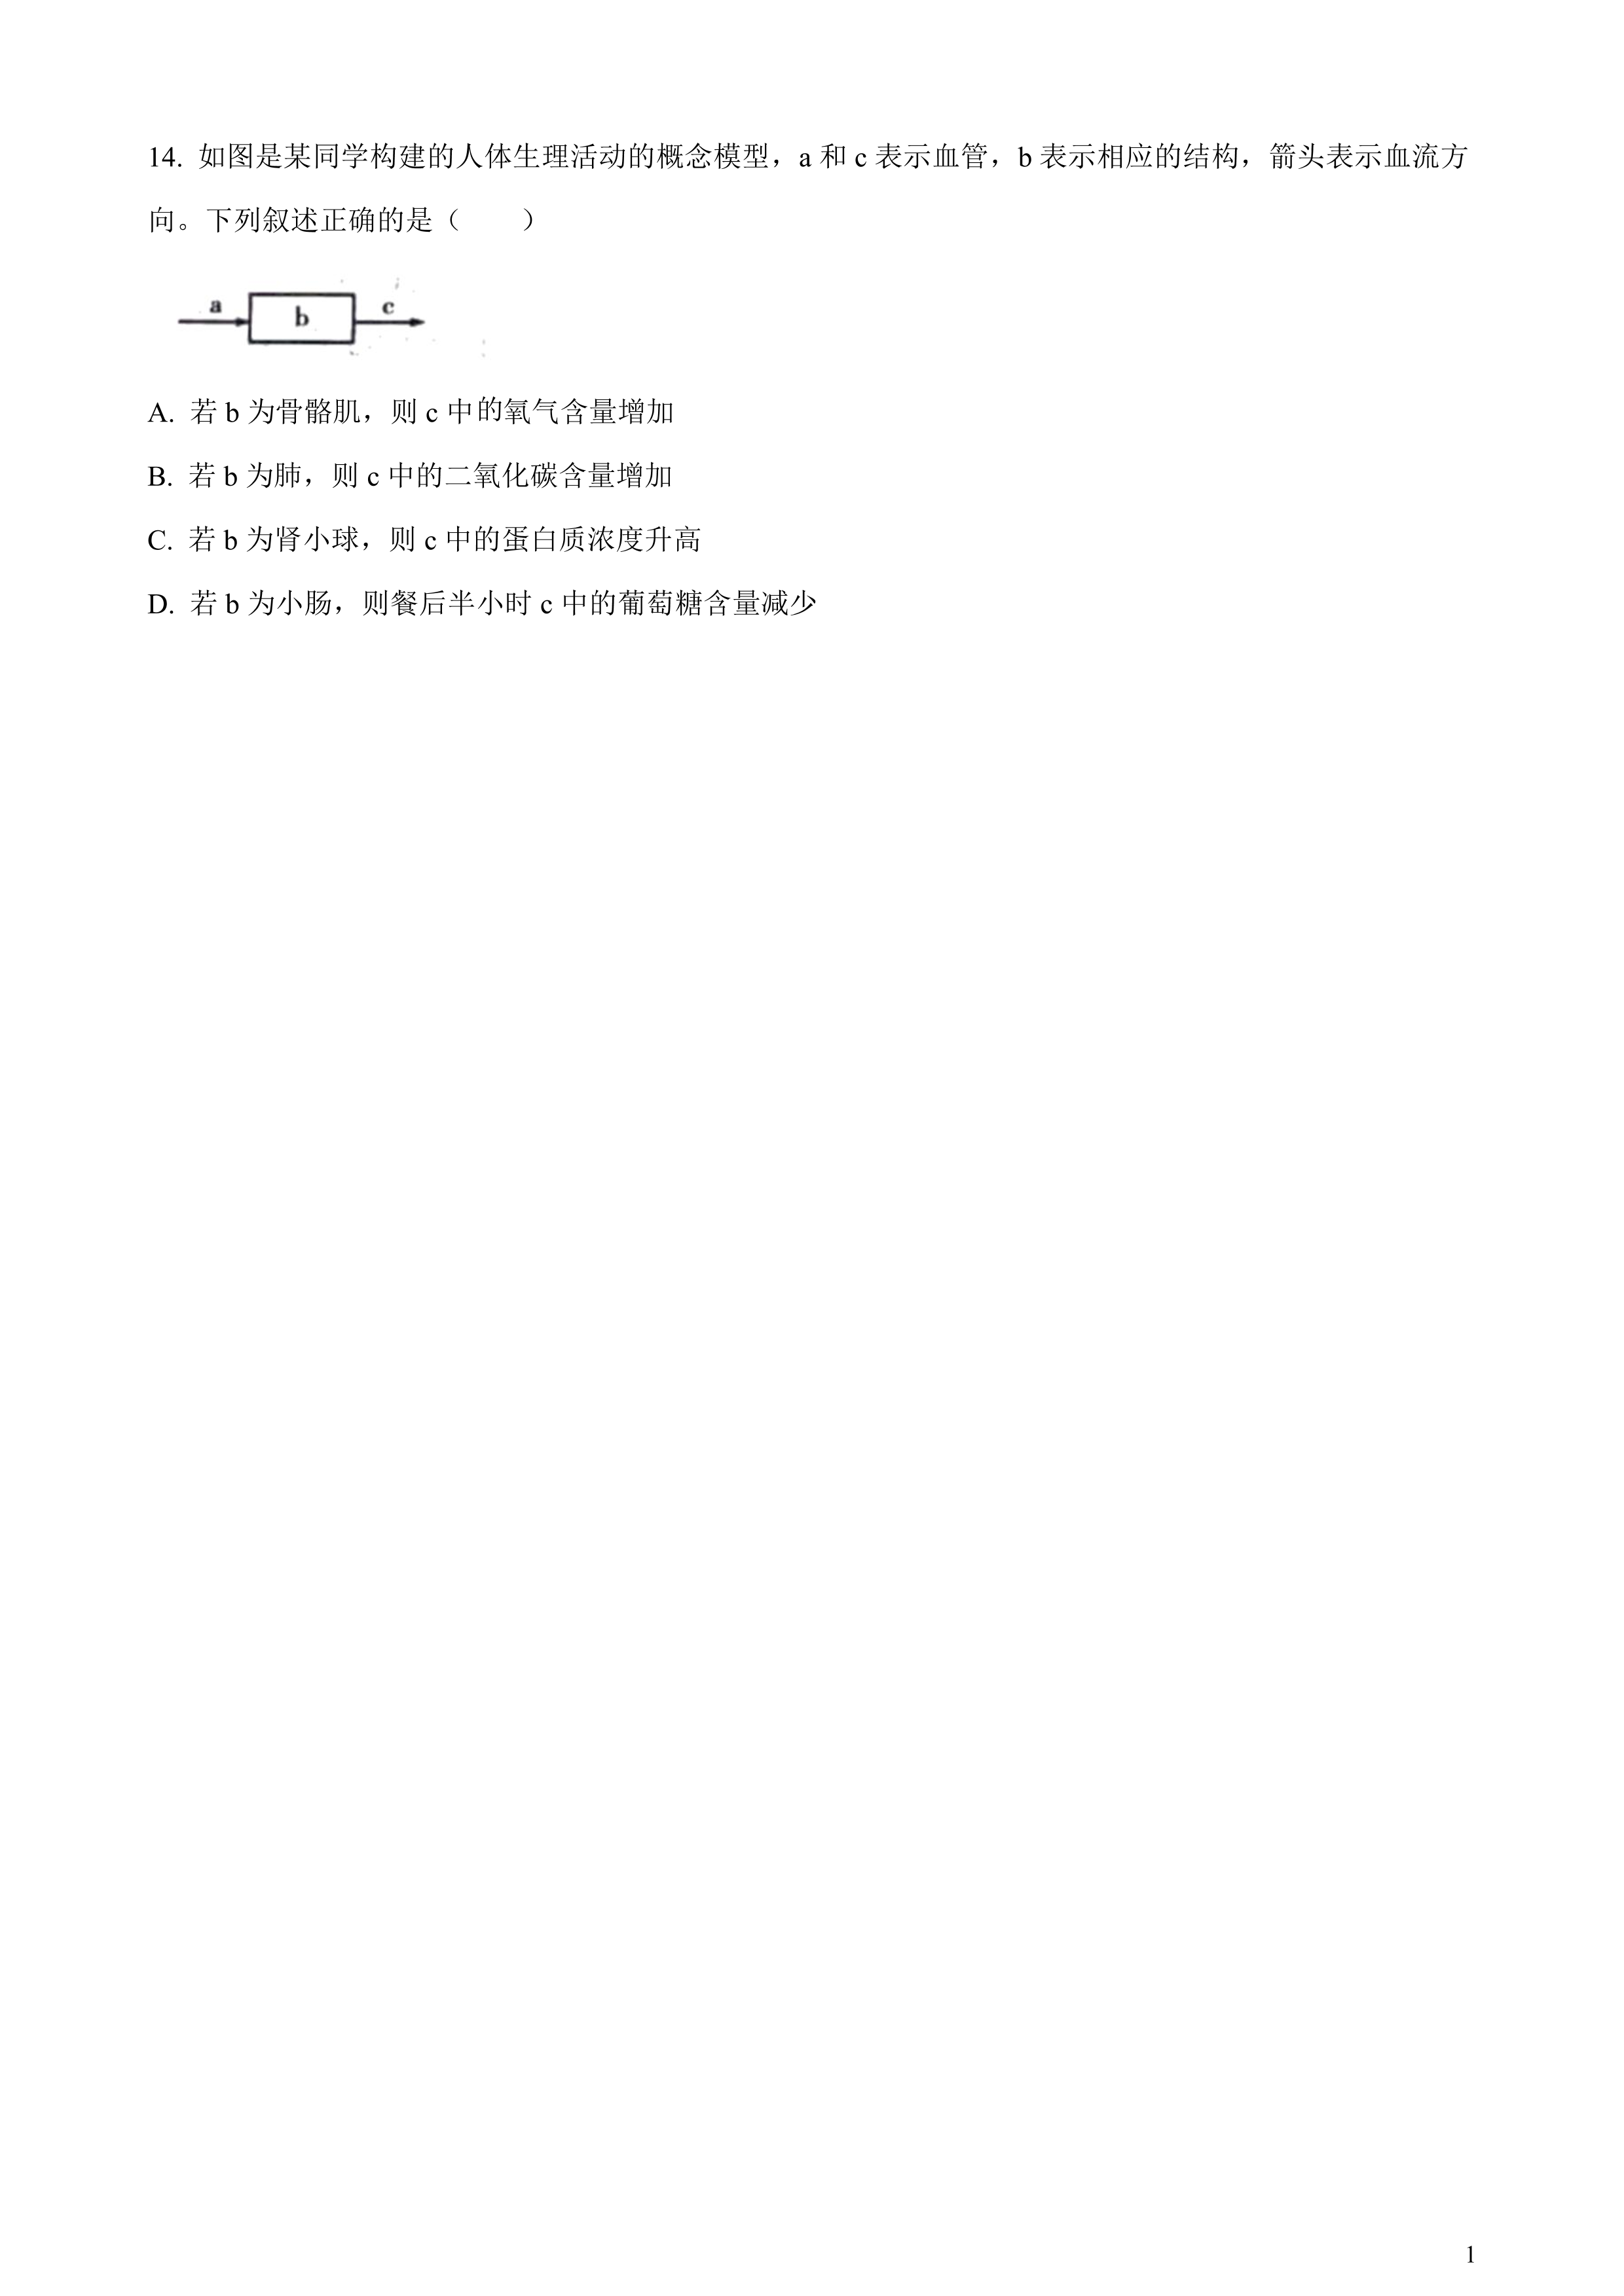 14. 如图是某同学构建的人体生理活动的概念模型，a 和 c 表示血管，b 表示相应的结构，箭头表示血流方
向。下列叙述正确的是（　　）
a b c
A. 若 b 为骨骼肌，则 c 中的氧气含量增加
B. 若 b 为肺，则 c 中的二氧化碳含量增加
C. 若 b 为肾小球，则 c 中的蛋白质浓度升高
D. 若 b 为小肠，则餐后半小时 c 中的葡萄糖含量减少
1